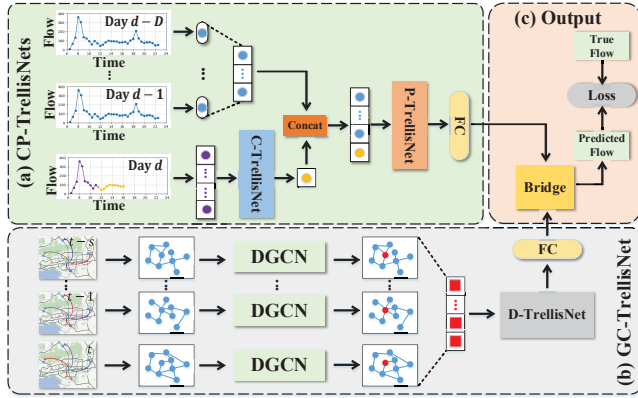 (a) CP-TrellisNets
Flow
Day d − D
Time
Flow
Day d − 1
Time
Flow
Day d
Time
C-TrellisNet
Concat
P-TrellisNet
FC
(c) Output
True
Flow
Loss
Predicted
Flow
Bridge
FC
t − s
DGCN
t − 1
DGCN
t
DGCN
D-TrellisNet
(b) GC-TrellisNet